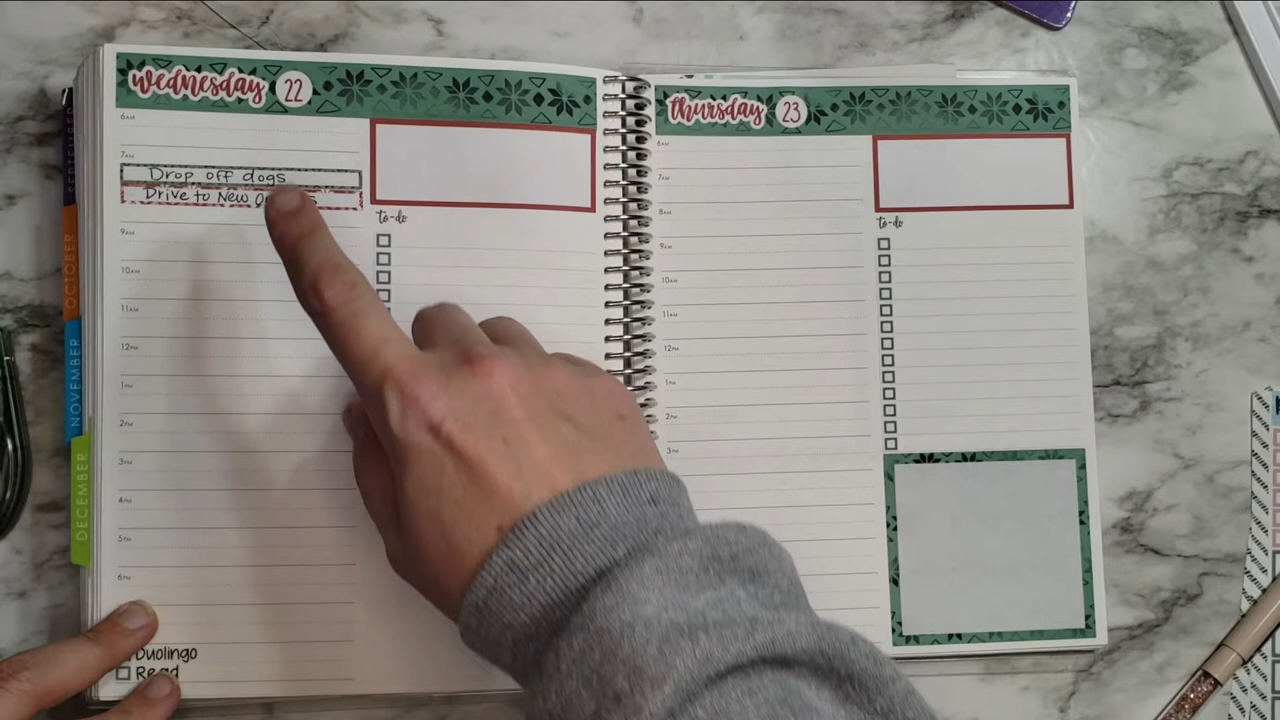 wednesday 22
6AM
7AM
Drop off dogs
Drive to New
9AM
10AM
11AM
12PM
1PM
2PM
3PM
4PM
5PM
6PM
Duolingo
Read
to-do
thursday 23
6AM
7AM
8AM
9AM
10AM
11AM
12PM
1PM
2PM
3PM
to-do
SEPTEMBER
OCTOBER
NOVEMBER
DECEMBER